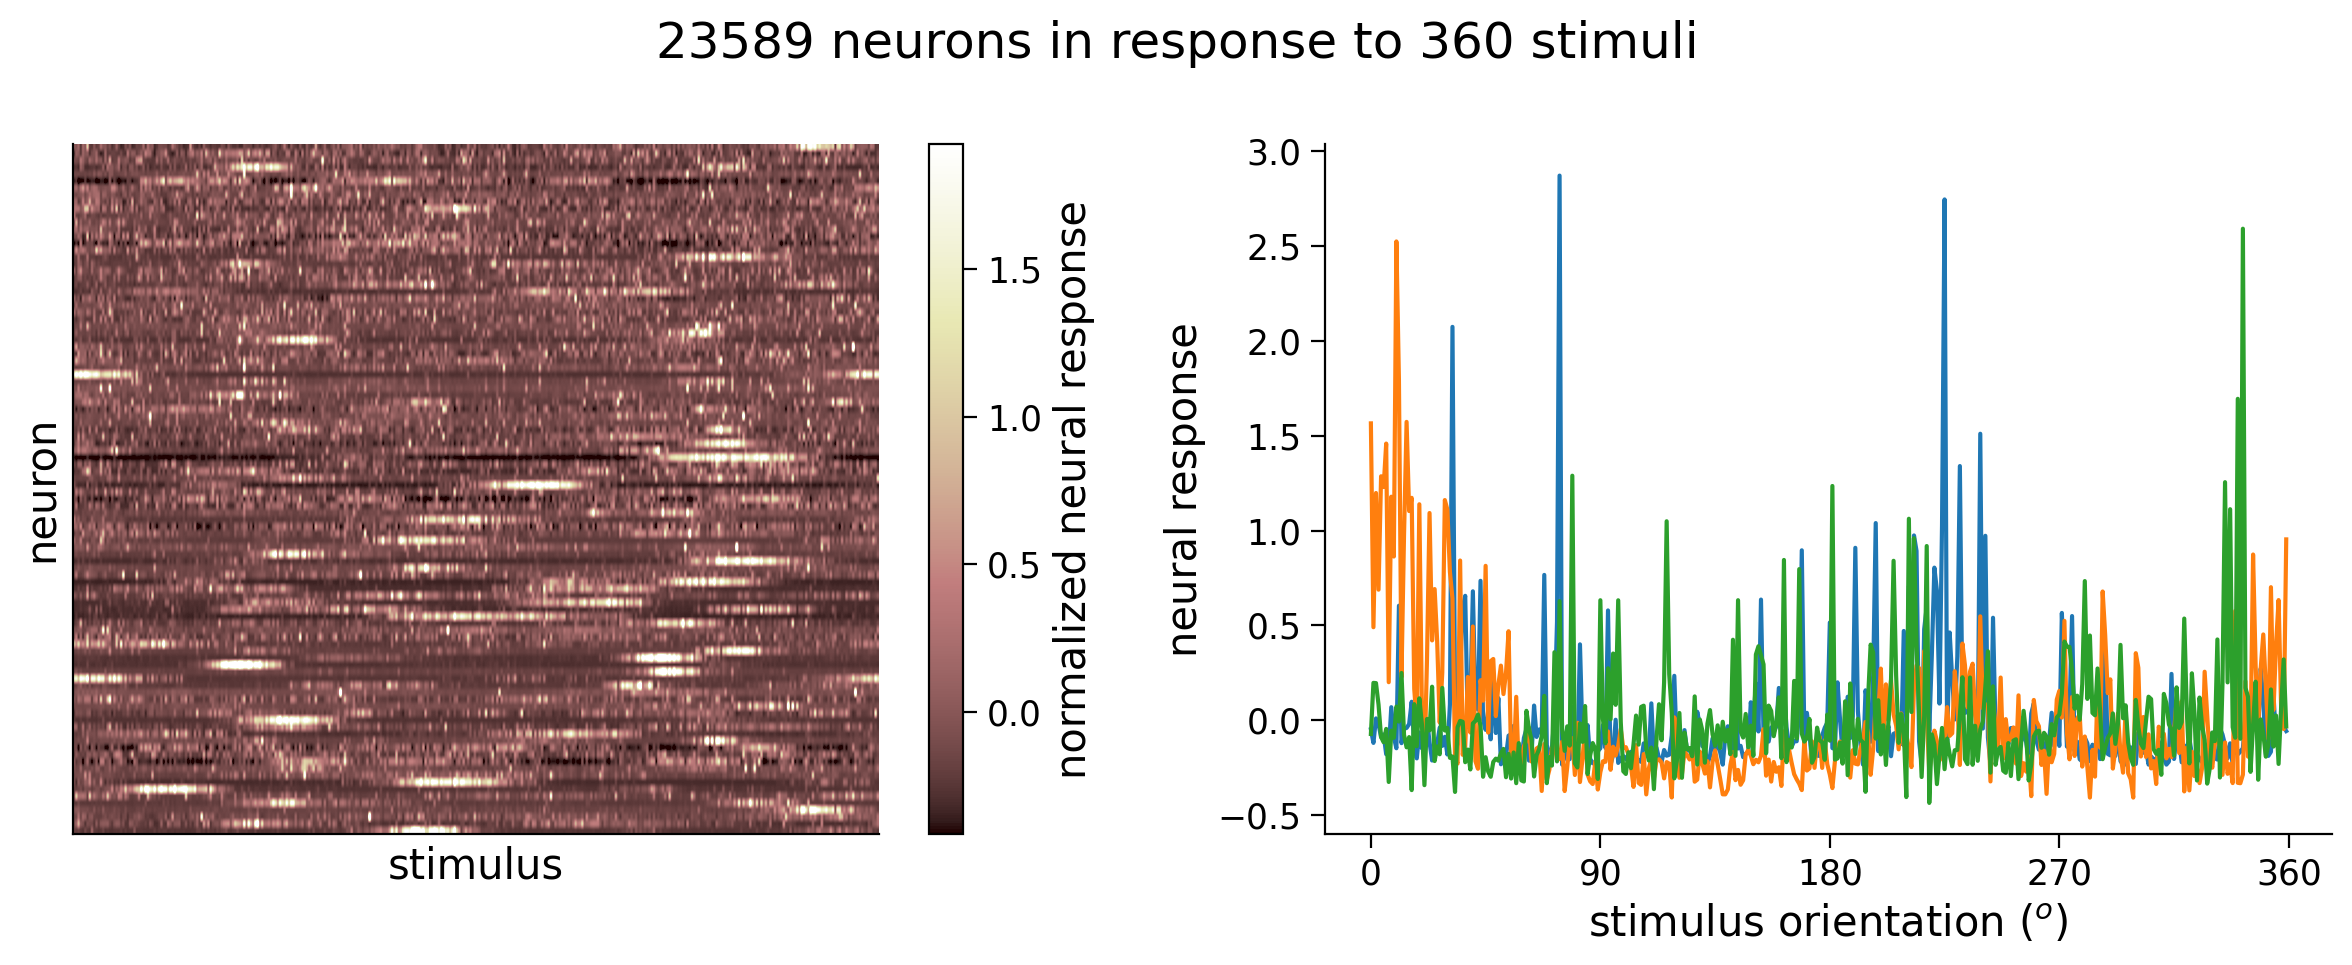 23589 neurons in response to 360 stimuli
neuron
stimulus
1.5
1.0
0.5
0.0
normalized neural response
neural response
3.0
2.5
2.0
1.5
1.0
0.5
0.0
−0.5
0 90 180 270 360
stimulus orientation (º)